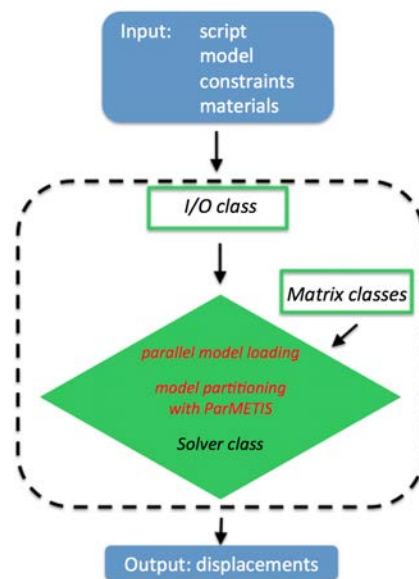 Input: script
model
constraints
materials
I/O class
Matrix classes
parallel model loading
model partitioning
with ParMETIS
Solver class
Output: displacements